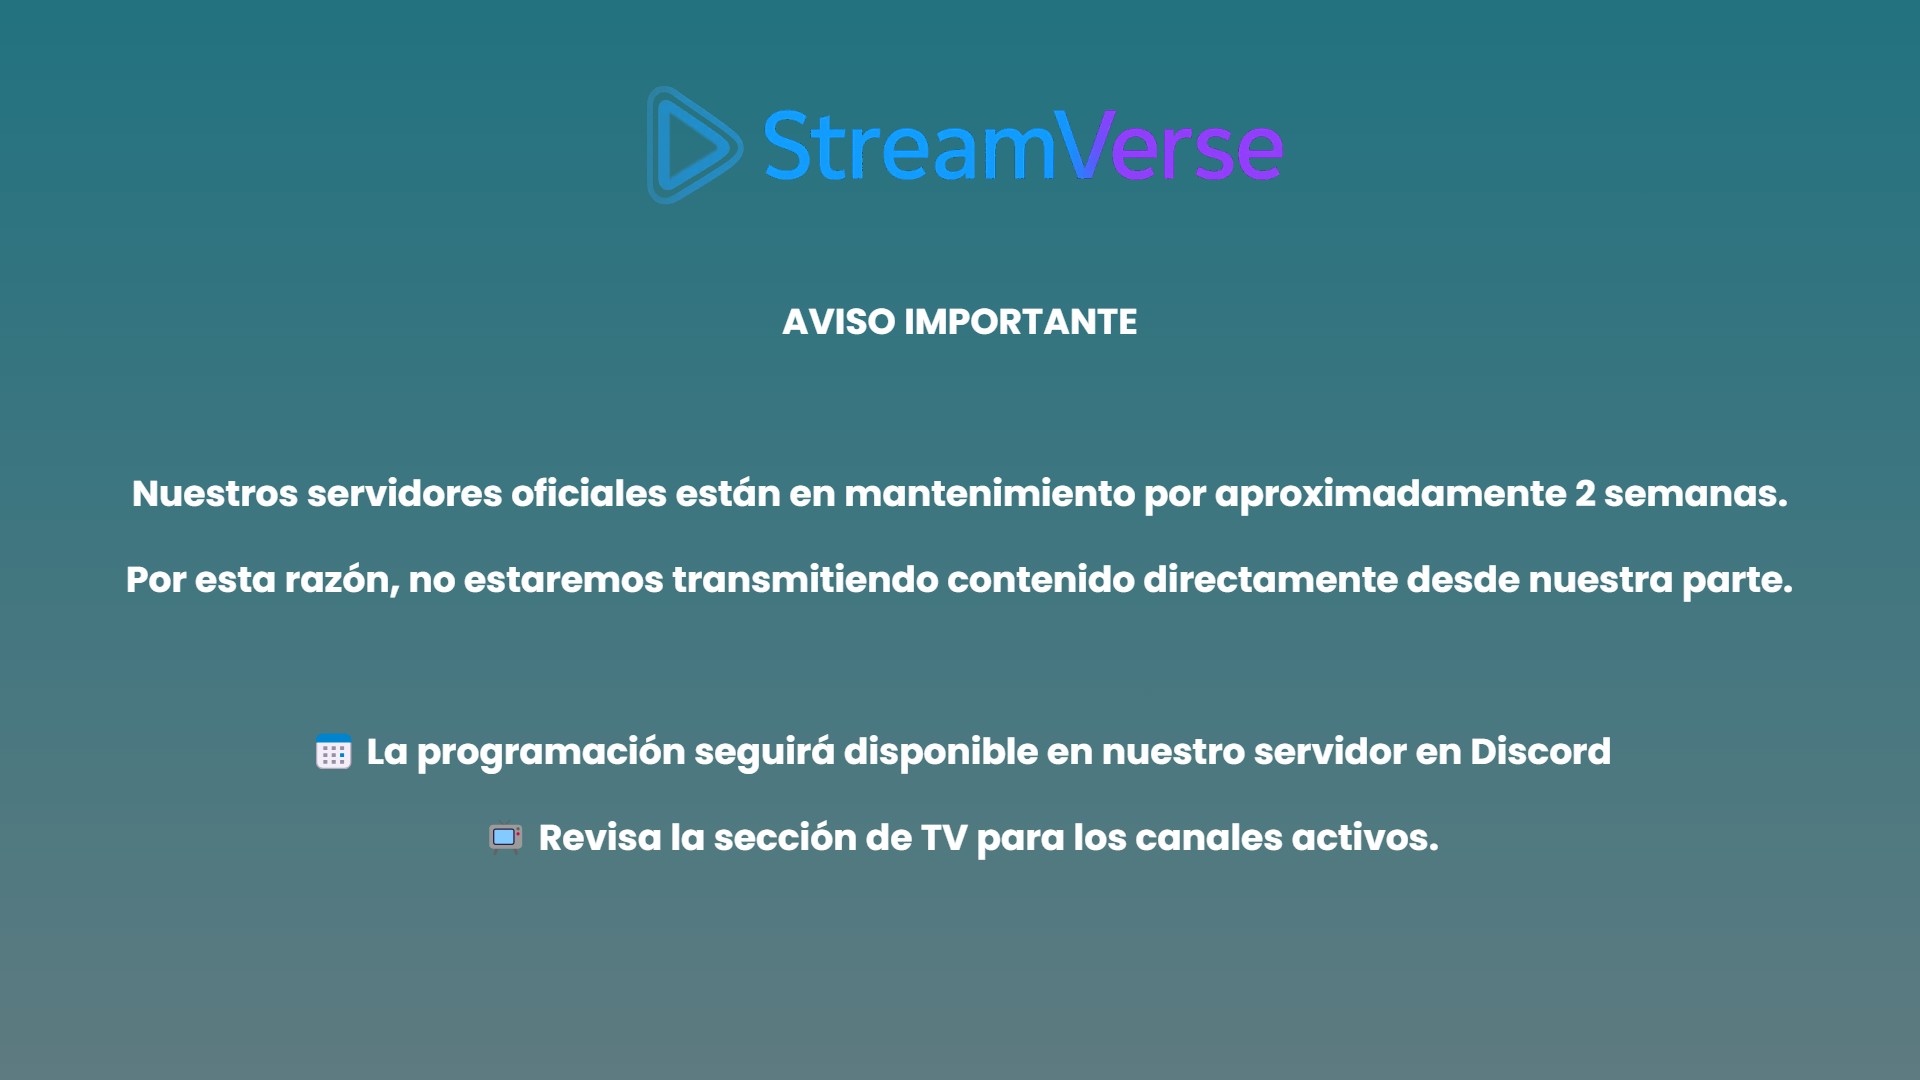 StreamVerse
AVISO IMPORTANTE
Nuestros servidores oficiales están en mantenimiento por aproximadamente 2 semanas.
Por esta razón, no estaremos transmitiendo contenido directamente desde nuestra parte.
La programación seguirá disponible en nuestro servidor en Discord
Revisa la sección de TV para los canales activos.